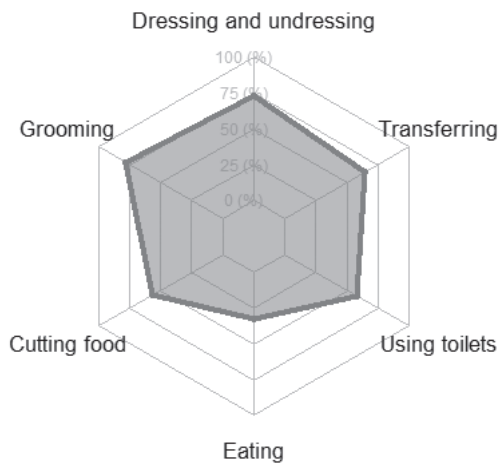 Dressing and undressing
100 (%)
75 (%)
Grooming
50 (%)
Transferring
25 (%)
0 (%)
Cutting food
Using toilets
Eating